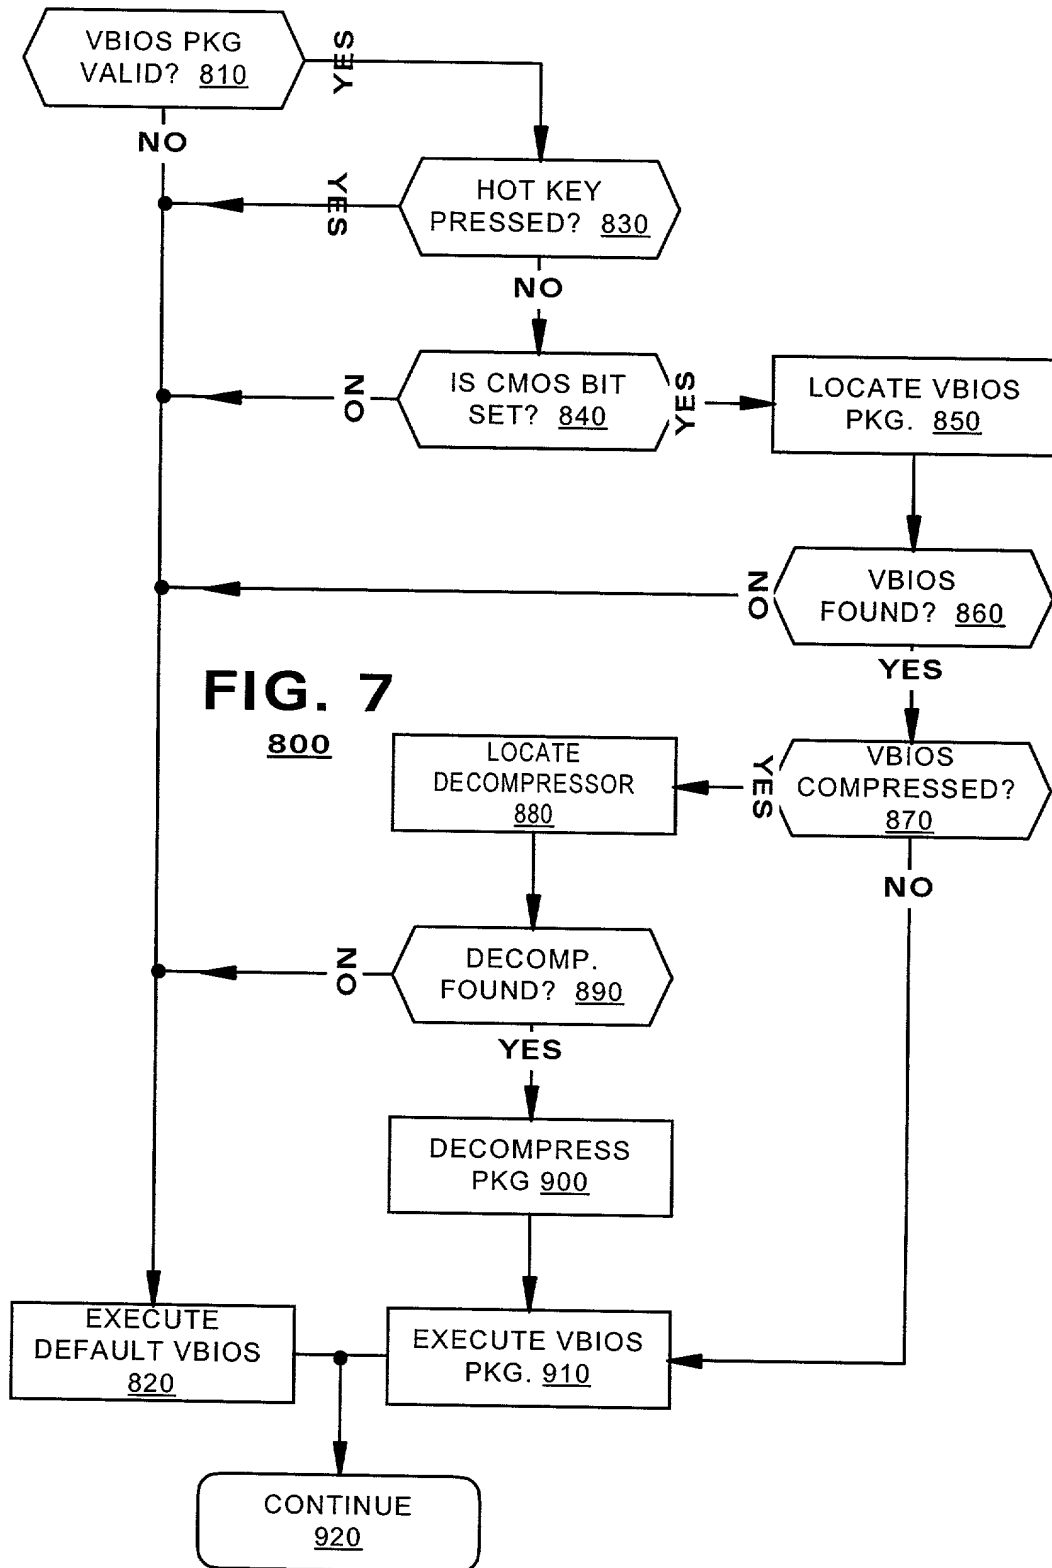 VBIOS PKG
VALID? 810
YES
NO
HOT KEY
PRESSED? 830
YES
NO
IS CMOS BIT
SET? 840
NO
YES
LOCATE VBIOS
PKG. 850
VBIOS
FOUND? 860
NO
YES
FIG. 7
800
VBIOS
COMPRESSED?
870
YES
NO
LOCATE
DECOMPRESSOR
880
DECOMP.
FOUND? 890
NO
YES
DECOMPRESS
PKG 900
EXECUTE
DEFAULT VBIOS
820
EXECUTE VBIOS
PKG. 910
CONTINUE
920